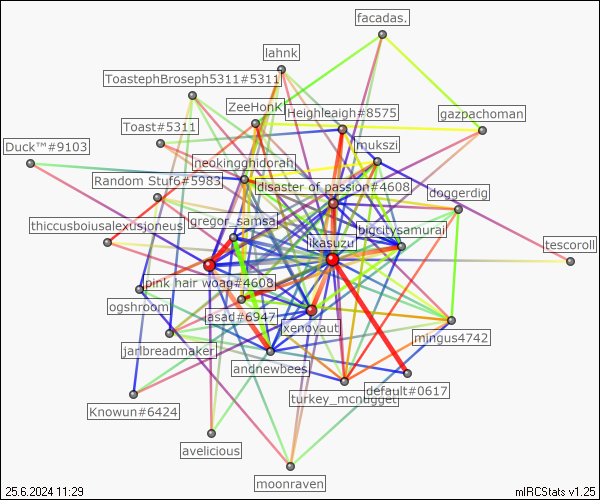 facadas.
lahnk
ToastephBroseph5311#5311
ZeeHonK
Heighleaigh#8575
gazpachoman
Toast#5311
mukszi
Duck™#9103
neokingghidorah
Random Stuf6#5983
disaster of passion#4608
doggerdig
thiccusboiusalexusjoneus
gregor_samsa
bigcitysamurai
ikasuzu
tescoroll
pink hair woag#4608
ogshroom
asad#6947
xenoyaut
mingus4742
jarlbreadmaker
andnewbees
default#0617
turkey_mcnugget
Knowun#6424
avelicious
moonraven
25.6.2024 11:29
mIRCStats v1.25